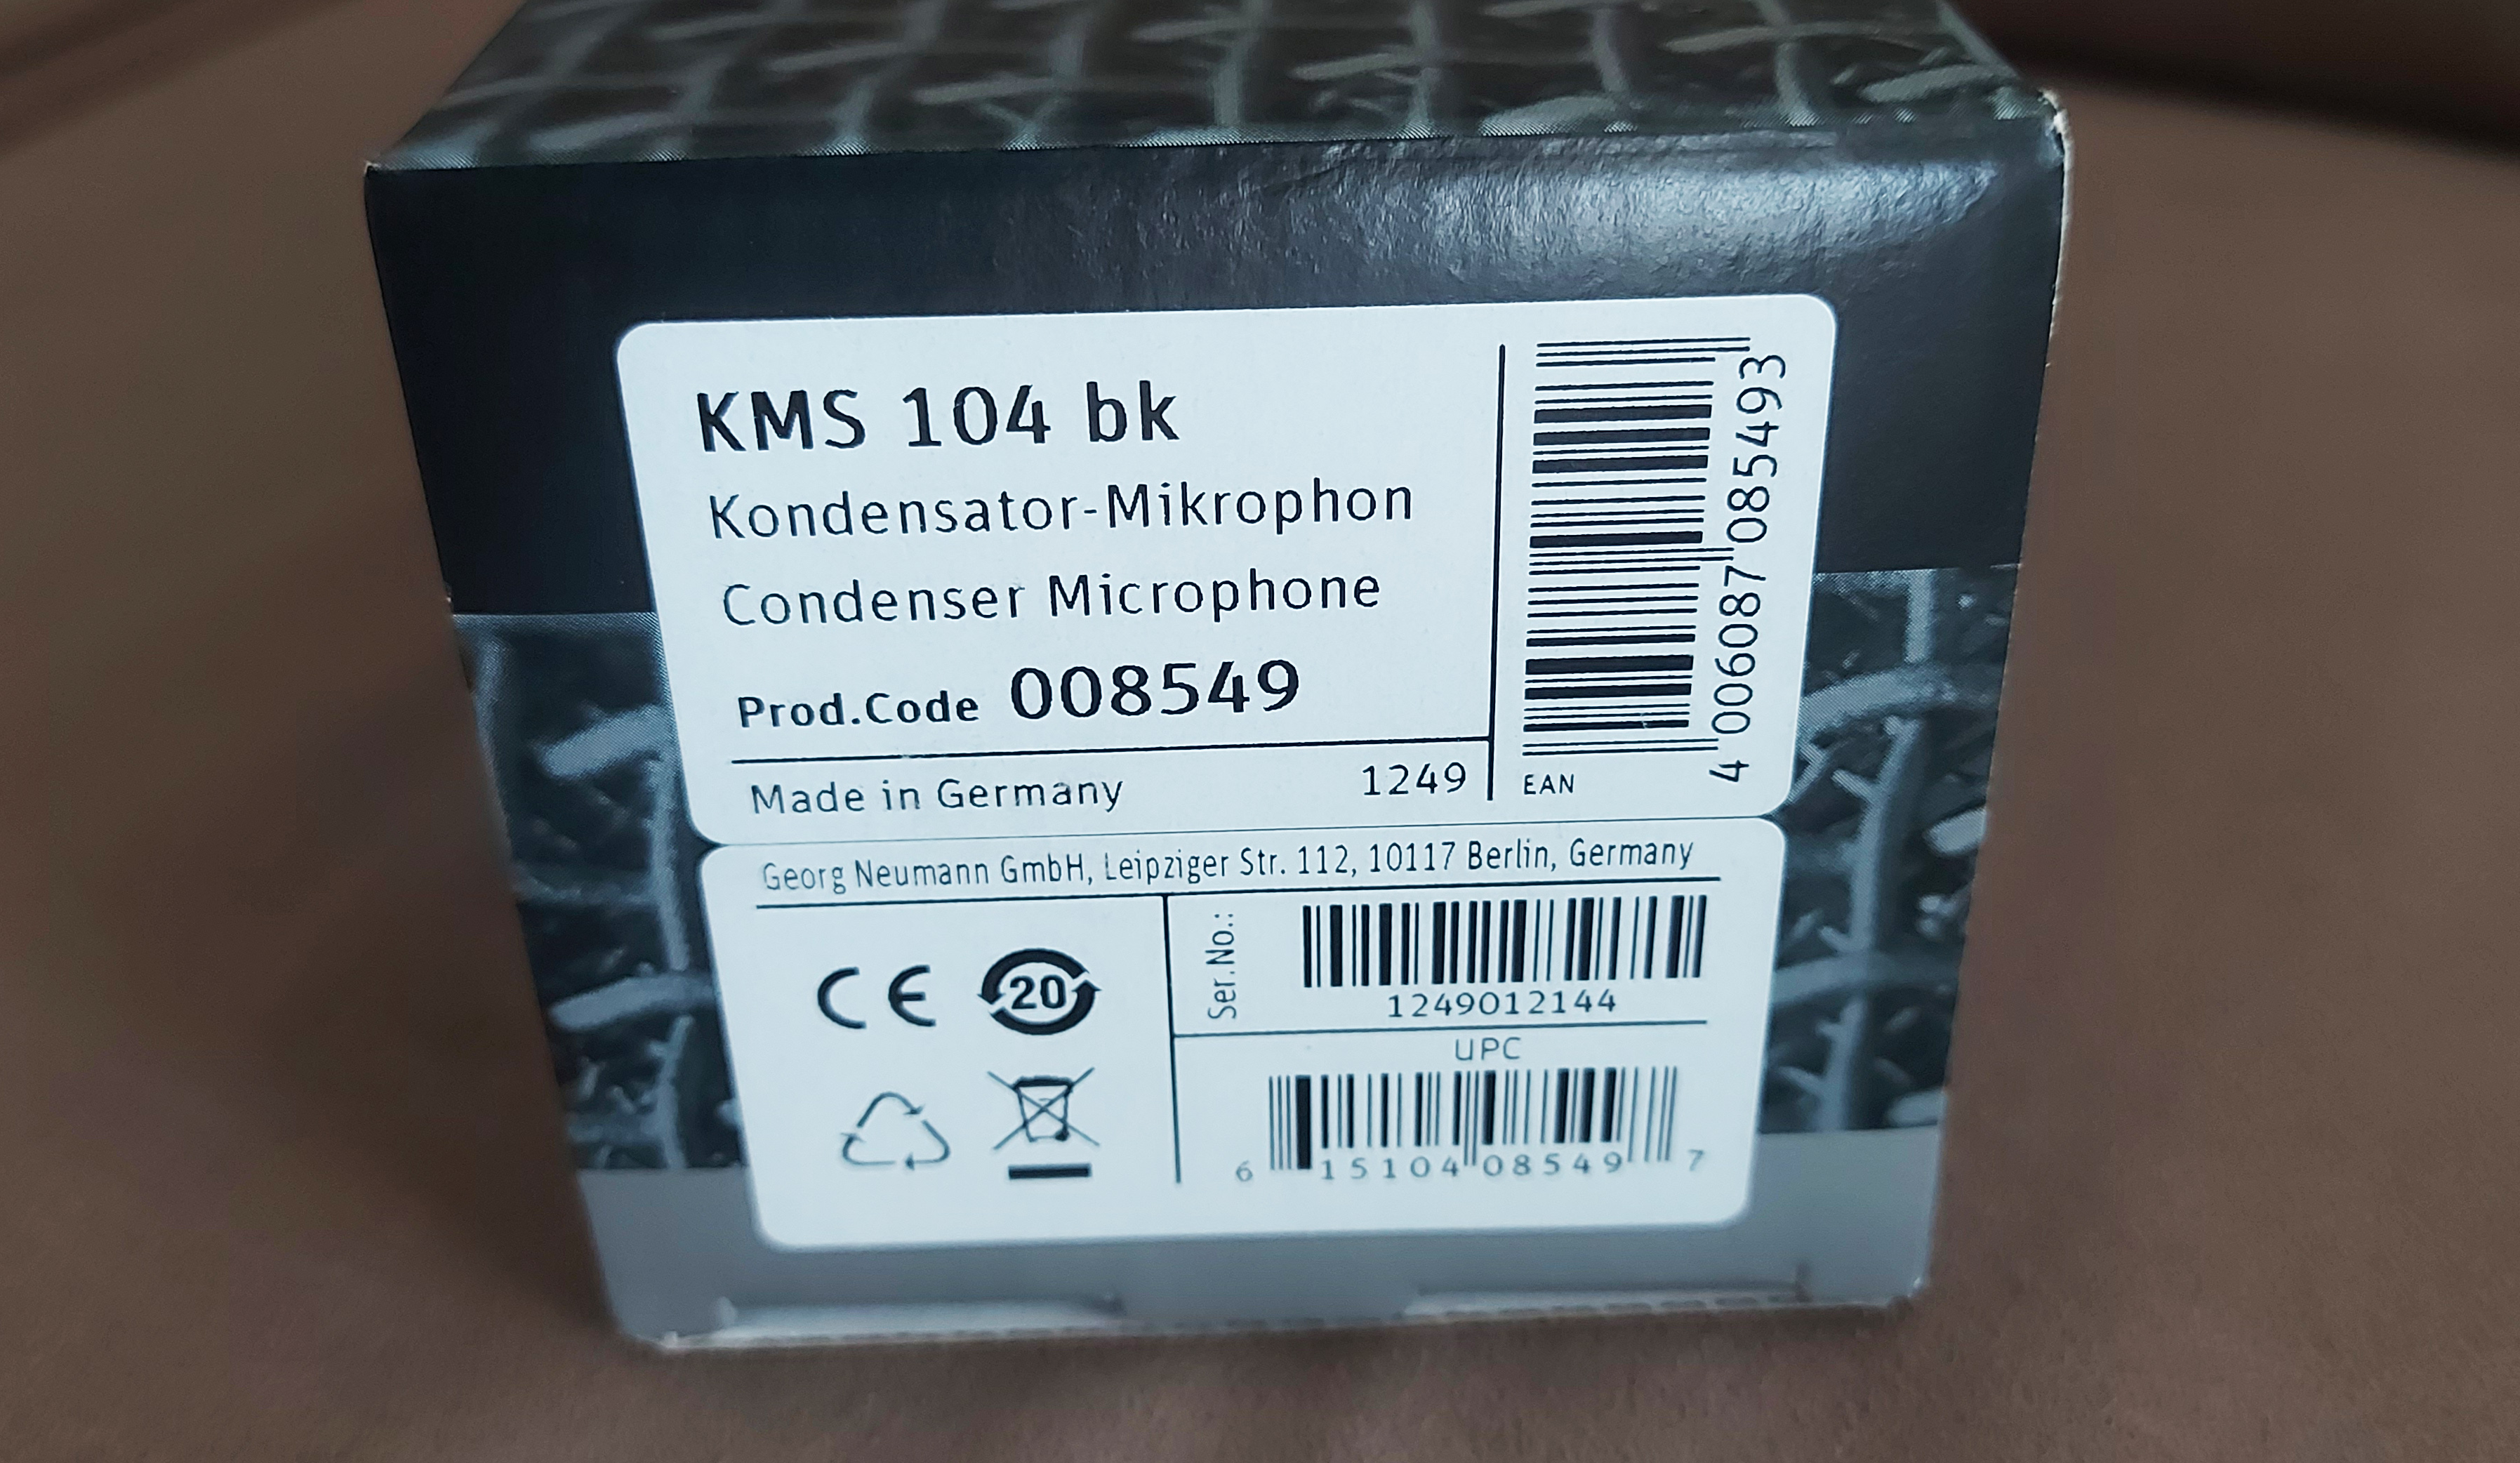 KMS 104 bk
Kondensator-Mikrophon
Condenser Microphone
Prod.Code 008549
Made in Germany 1249
EAN
4 006087 085493
Georg Neumann GmbH, Leipziger Str. 112, 10117 Berlin, Germany
CE 20
Ser.No.:
1249012144
UPC
6 15104 08549 7